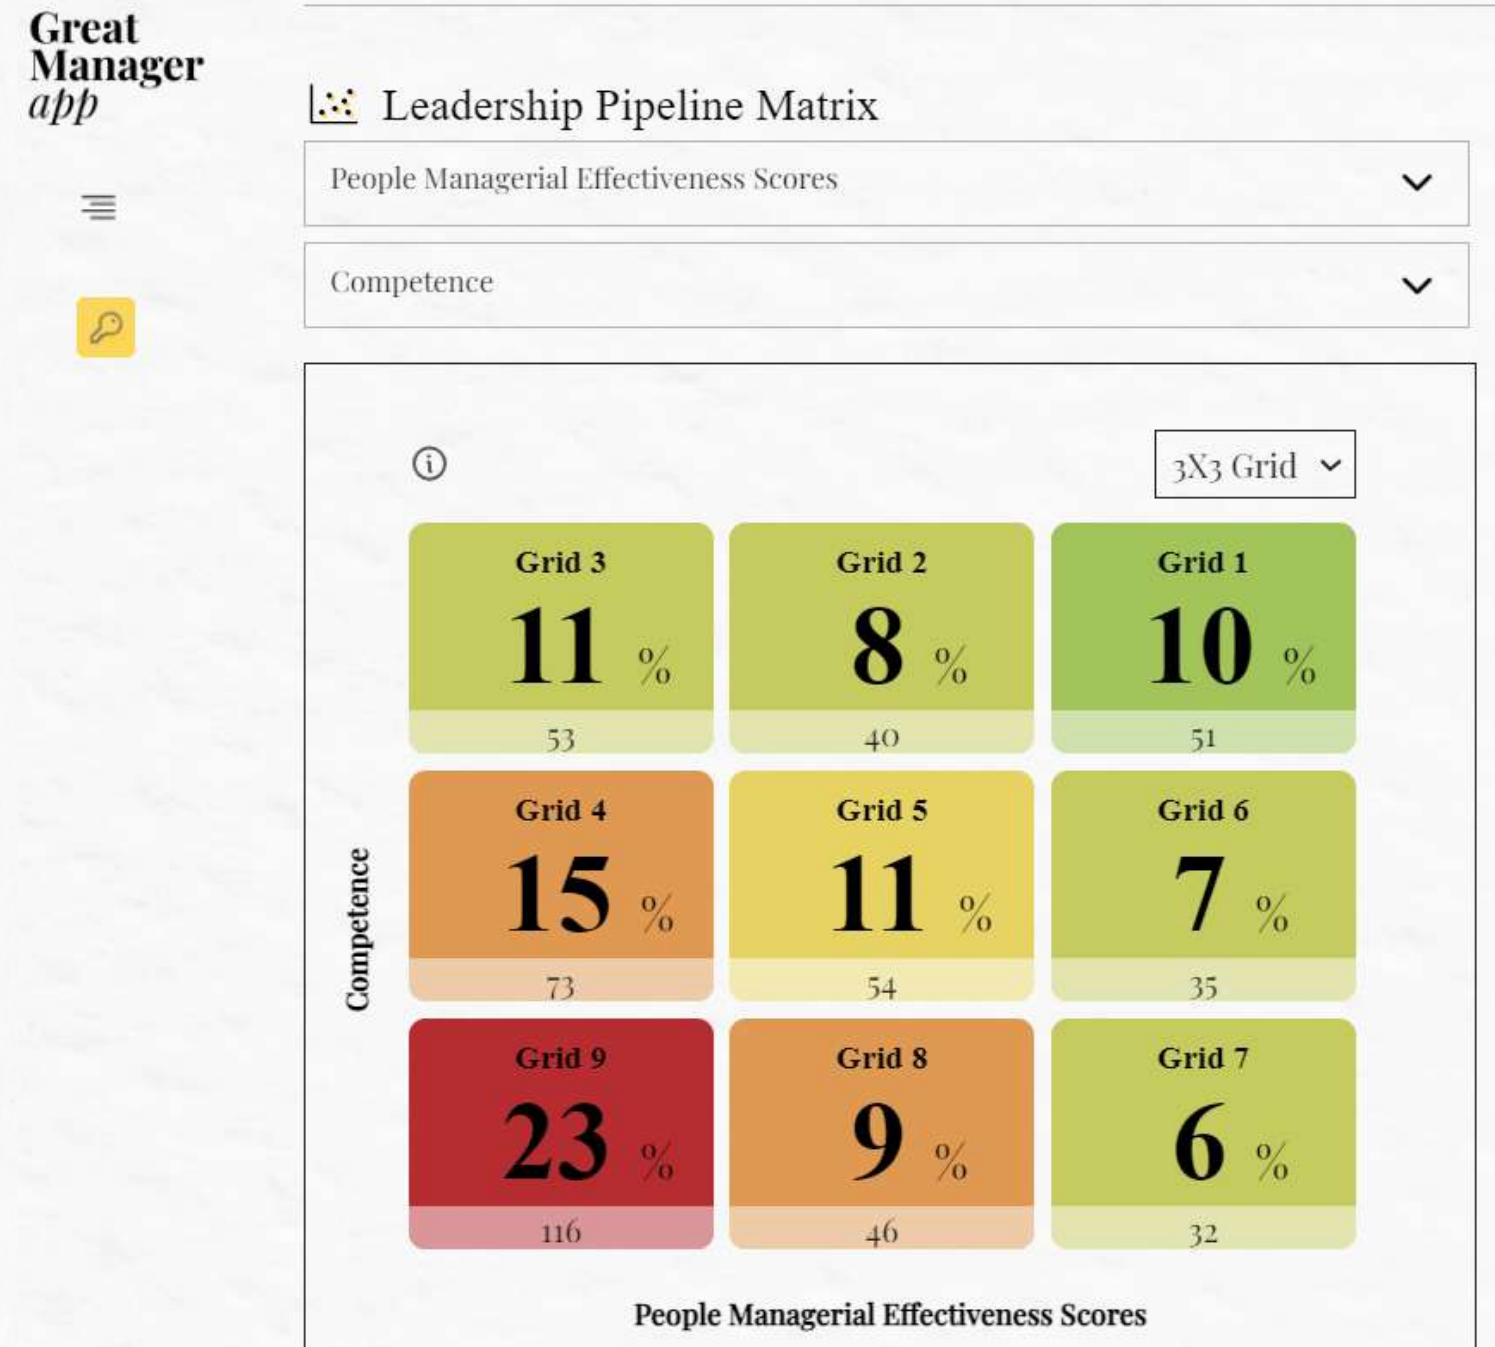 Great
Manager
app
Leadership Pipeline Matrix
People Managerial Effectiveness Scores
Competence
3X3 Grid
Grid 3
11 %
53
Grid 2
8 %
40
Grid 1
10 %
51
Grid 4
15 %
73
Grid 5
11 %
54
Grid 6
7 %
35
Competence
Grid 9
23 %
116
Grid 8
9 %
46
Grid 7
6 %
32
People Managerial Effectiveness Scores